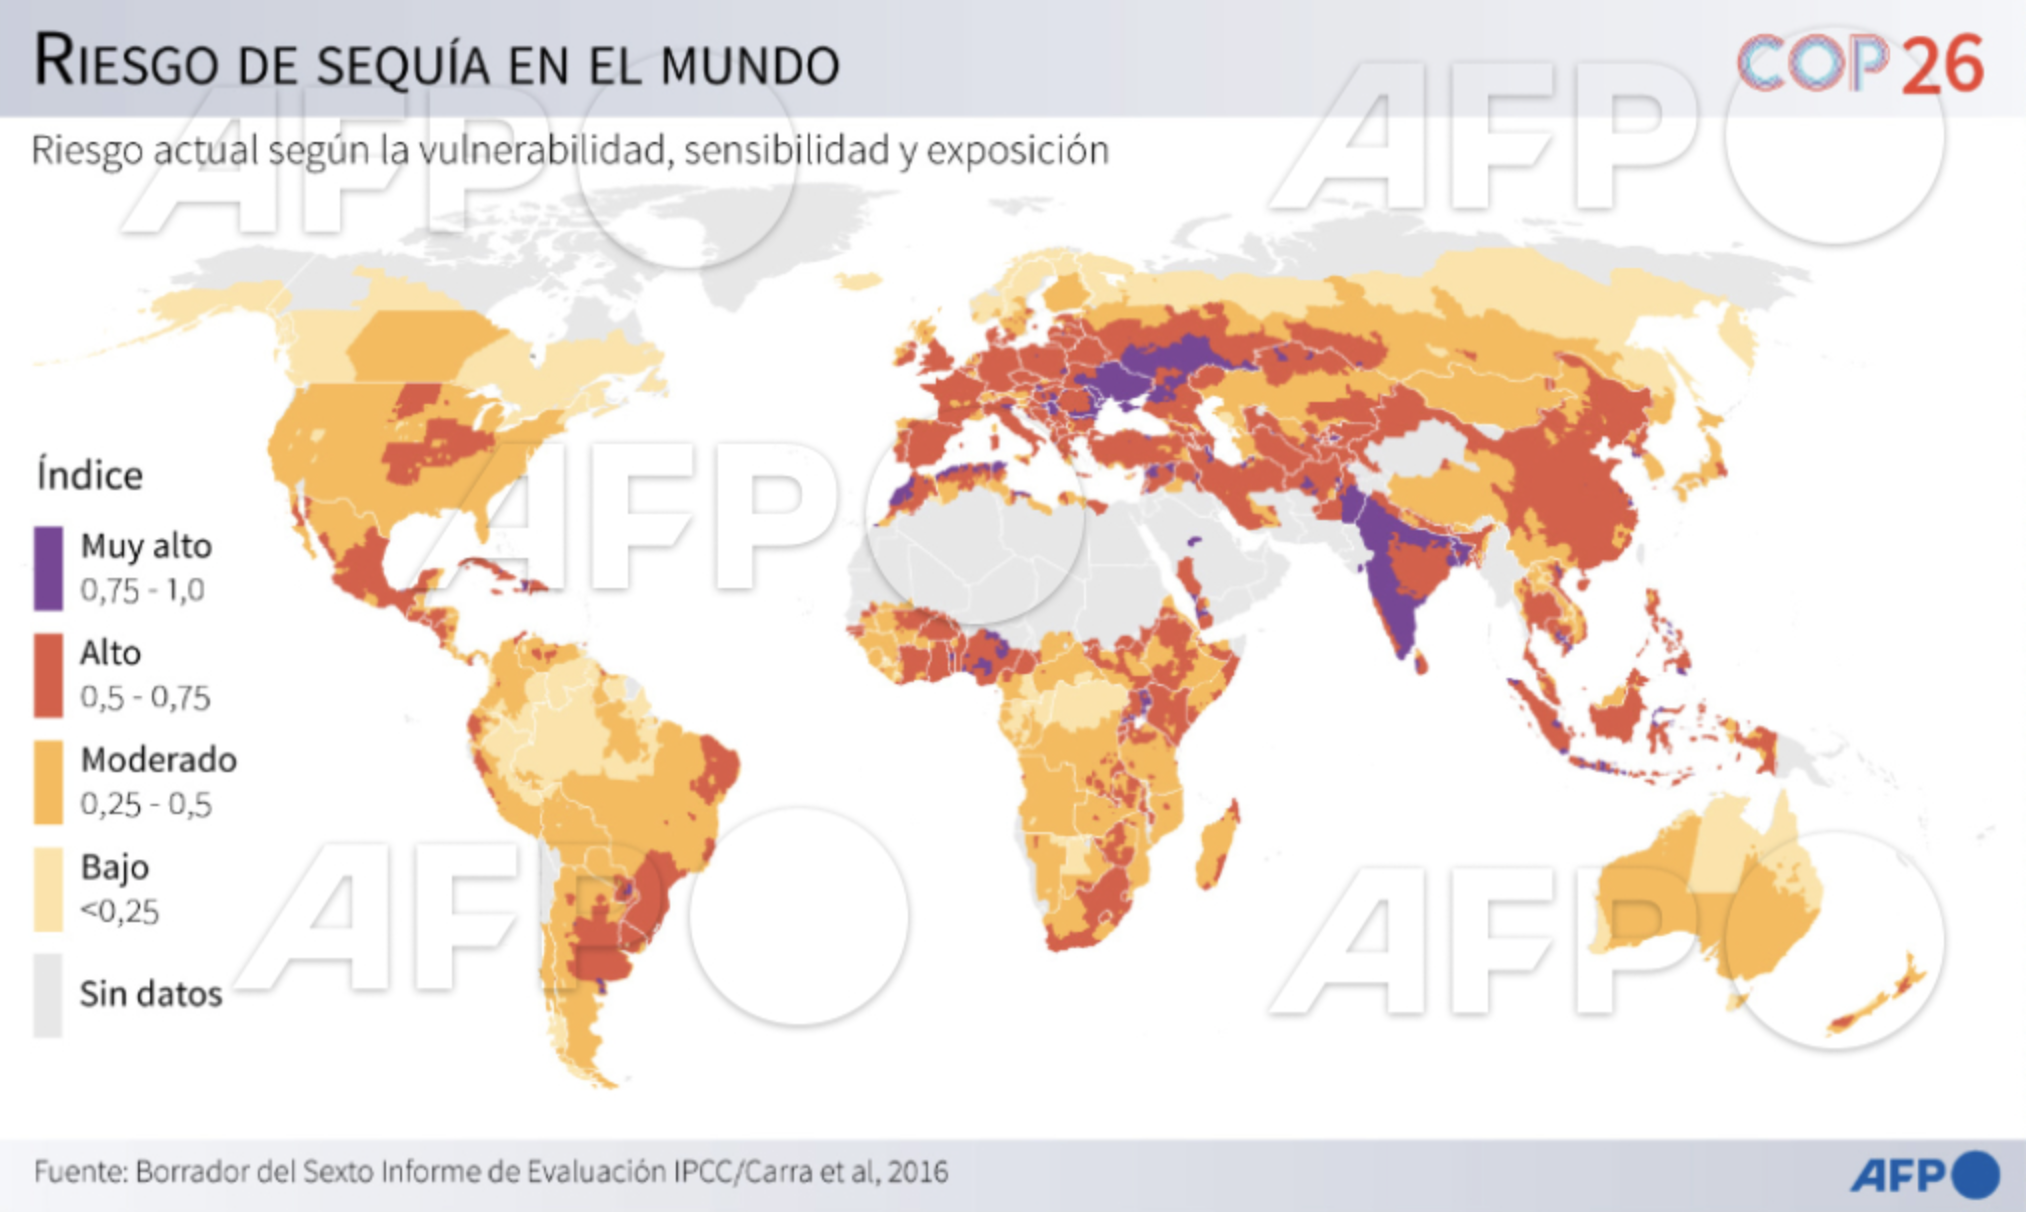 RIESGO DE SEQUÍA EN EL MUNDO
COP26
Riesgo actual según la vulnerabilidad, sensibilidad y exposición
AFP
AFP
Índice
Muy alto
0,75 - 1,0
Alto
0,5 - 0,75
Moderado
0,25 - 0,5
Bajo
<0,25
Sin datos
AFP
AFP
AFP
Fuente: Borrador del Sexto Informe de Evaluación IPCC/Carra et al, 2016
AFP